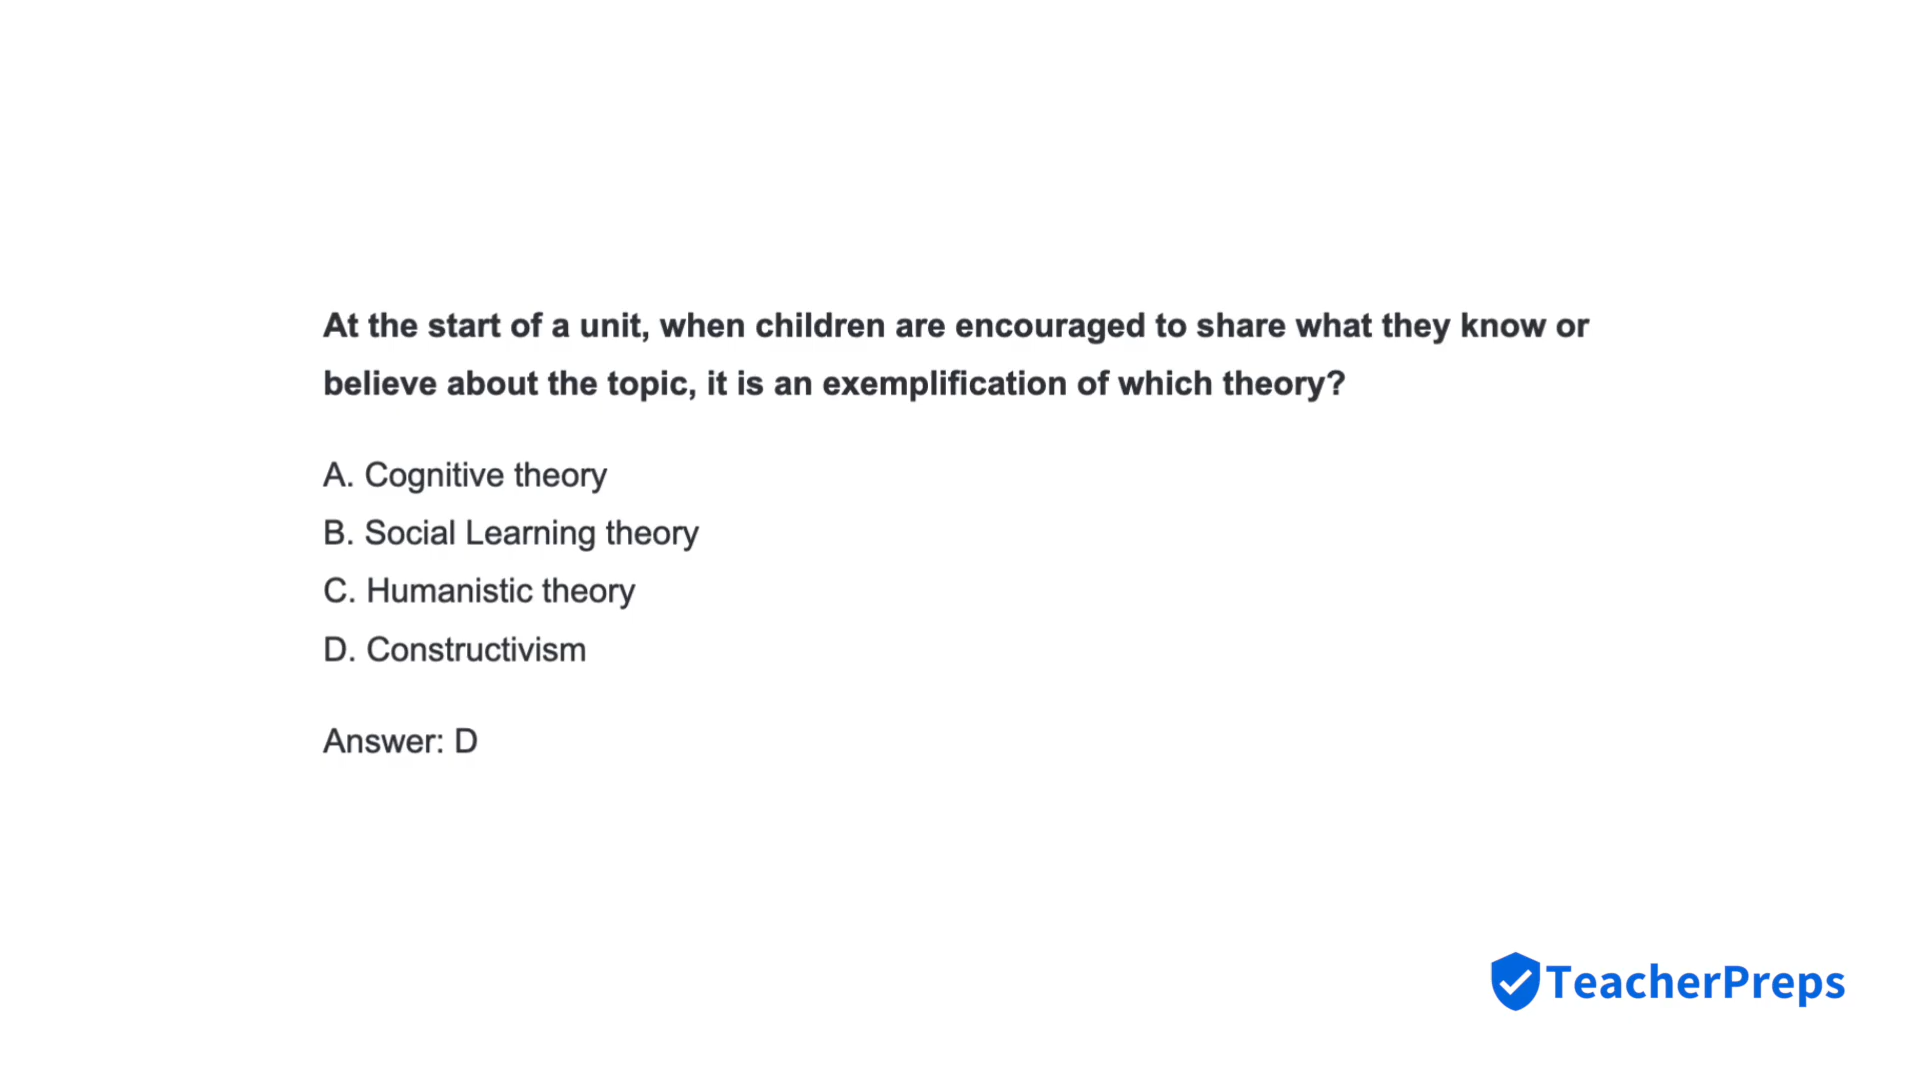 At the start of a unit, when children are encouraged to share what they know or
believe about the topic, it is an exemplification of which theory?
A. Cognitive theory
B. Social Learning theory
C. Humanistic theory
D. Constructivism
Answer: D
TeacherPreps